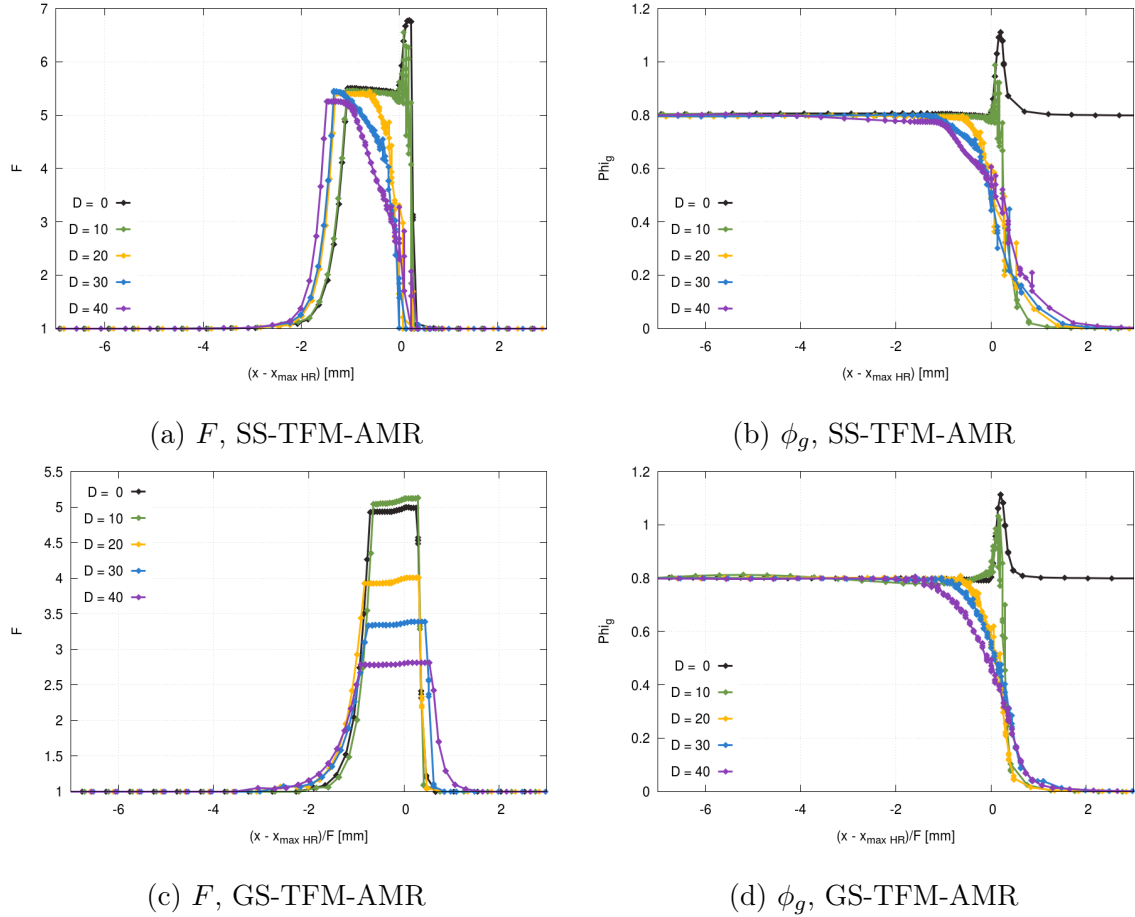 7
6
5
4
3
2
1
F
D = 0
D = 10
D = 20
D = 30
D = 40
-6 -4 -2 0 2
(x - x_max HR) [mm]
(a) F, SS-TFM-AMR
1.2
1
0.8
0.6
0.4
0.2
0
Phi_g
D = 0
D = 10
D = 20
D = 30
D = 40
-6 -4 -2 0 2
(x - x_max HR) [mm]
(b) ϕ_g, SS-TFM-AMR
5.5
5
4.5
4
3.5
3
2.5
2
1.5
1
F
D = 0
D = 10
D = 20
D = 30
D = 40
-6 -4 -2 0 2
(x - x_max HR)/F [mm]
(c) F, GS-TFM-AMR
1.2
1
0.8
0.6
0.4
0.2
0
Phi_g
D = 0
D = 10
D = 20
D = 30
D = 40
-6 -4 -2 0 2
(x - x_max HR)/F [mm]
(d) ϕ_g, GS-TFM-AMR